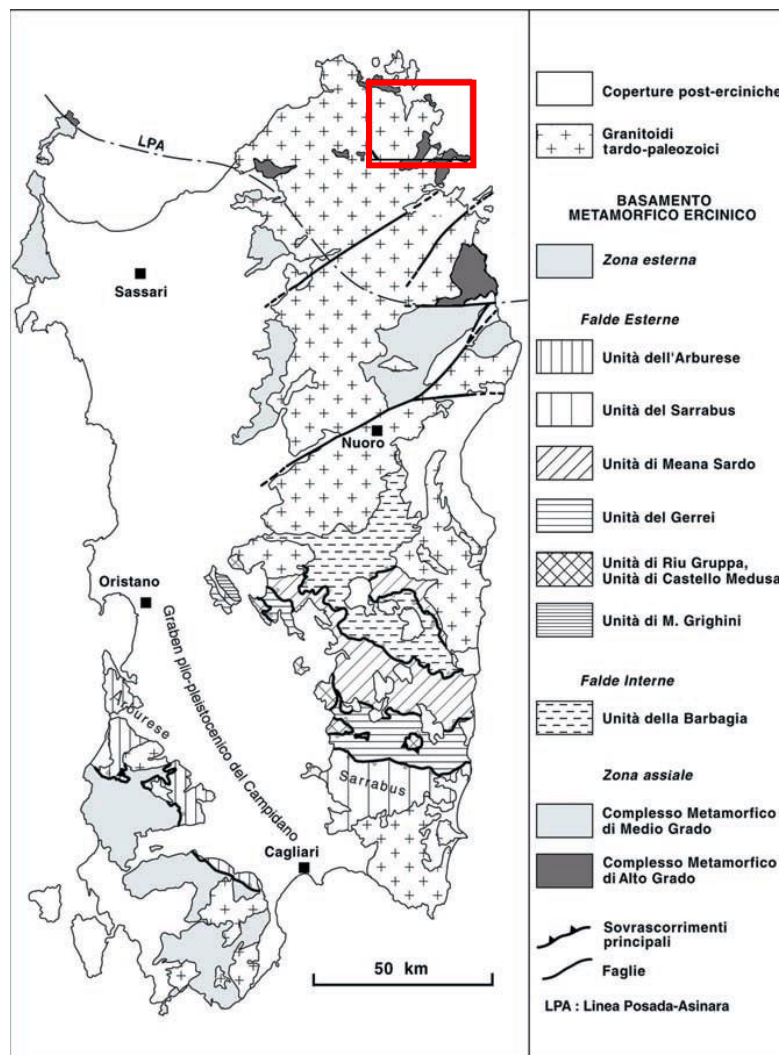 LPA
Sassari
Nuoro
Oristano
Graben plio-pleistocenico del Campidano
Arburese
Sarrabus
Cagliari
50 km
Coperture post-erciniche
Granitoidi
tardo-paleozoici
BASAMENTO
METAMORFICO ERCINICO
Zona esterna
Falde Esterne
Unità dell'Arburese
Unità del Sarrabus
Unità di Meana Sardo
Unità del Gerrei
Unità di Riu Gruppa,
Unità di Castello Medusa
Unità di M. Grighini
Falde Interne
Unità della Barbagia
Zona assiale
Complesso Metamorfico
di Medio Grado
Complesso Metamorfico
di Alto Grado
Sovrascorrimenti
principali
Faglie
LPA : Linea Posada-Asinara